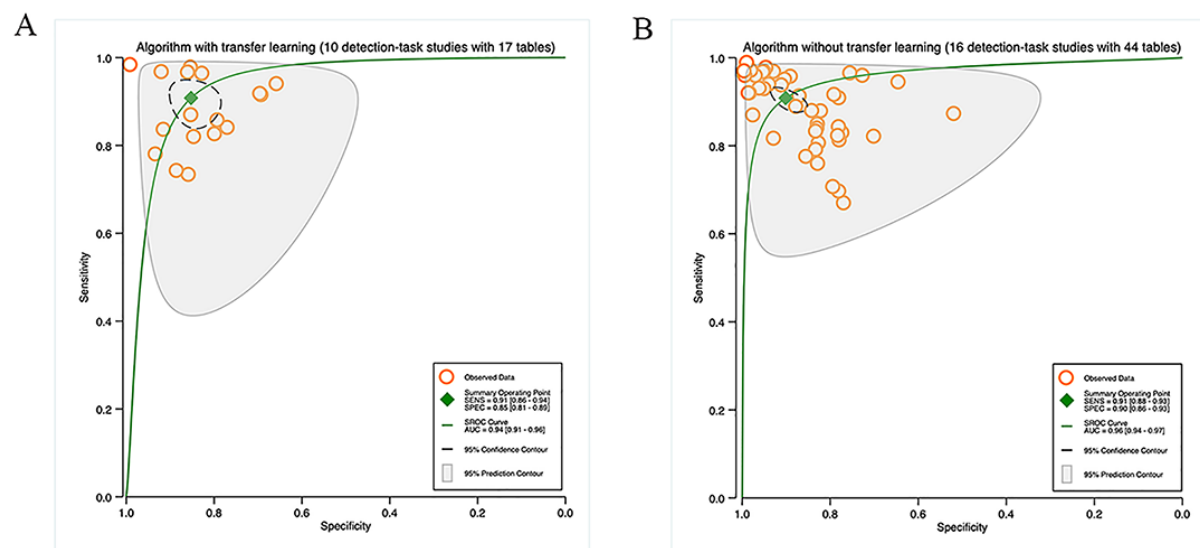 A
Algorithm with transfer learning (10 detection-task studies with 17 tables)
1.0
0.8
0.6
0.4
0.2
0.0
Sensitivity
1.0
0.8
0.6
0.4
0.2
0.0
Specificity
Observed Data
Summary Operating Point
SENS = 0.91 [0.86 - 0.94]
SPEC = 0.85 [0.81 - 0.89]
SROC Curve
AUC = 0.94 [0.91 - 0.96]
95% Confidence Contour
95% Prediction Contour
B
Algorithm without transfer learning (16 detection-task studies with 44 tables)
1.0
0.8
0.6
0.4
0.2
0.0
Sensitivity
1.0
0.8
0.6
0.4
0.2
0.0
Specificity
Observed Data
Summary Operating Point
SENS = 0.91 [0.88 - 0.93]
SPEC = 0.90 [0.86 - 0.93]
SROC Curve
AUC = 0.96 [0.94 - 0.97]
95% Confidence Contour
95% Prediction Contour